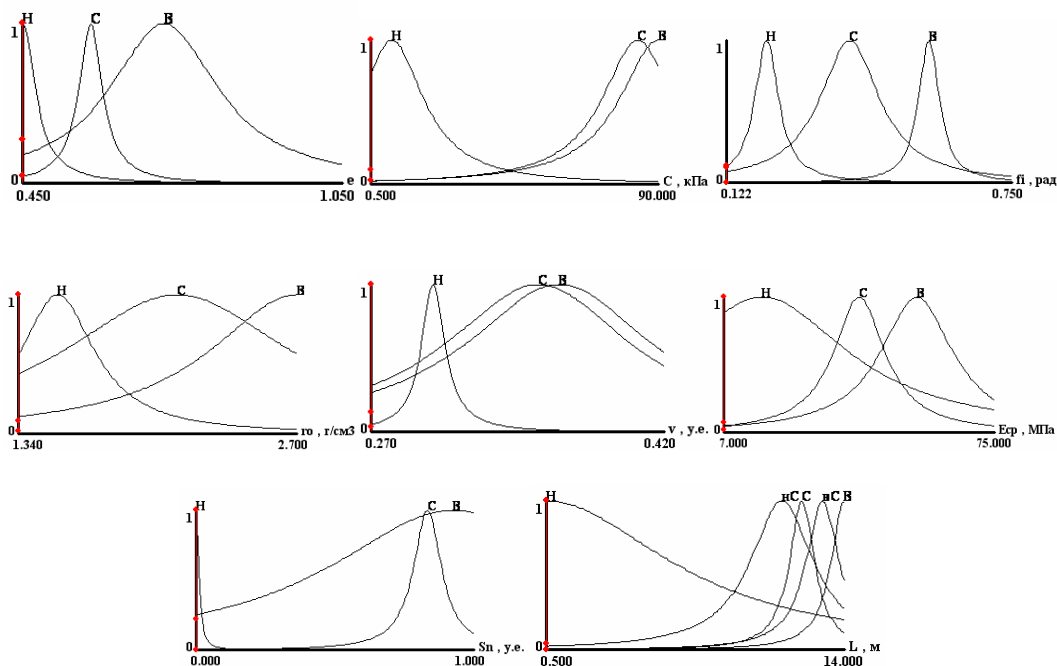 1 H C B
0 e
0.450 1.050
1 H C B
0 C , кПа
0.500 90.000
1 H C B
0 fi , рад
0.122 0.750
1 H C B
0 ro , г/см3
1.340 2.700
1 H C B
0 v , у.е.
0.270 0.420
1 H C B
0 Eср , МПа
7.000 75.000
1 H C B
0 Sn , у.е.
0.000 1.000
1 H нC C вC B
0 L , м
0.500 14.000